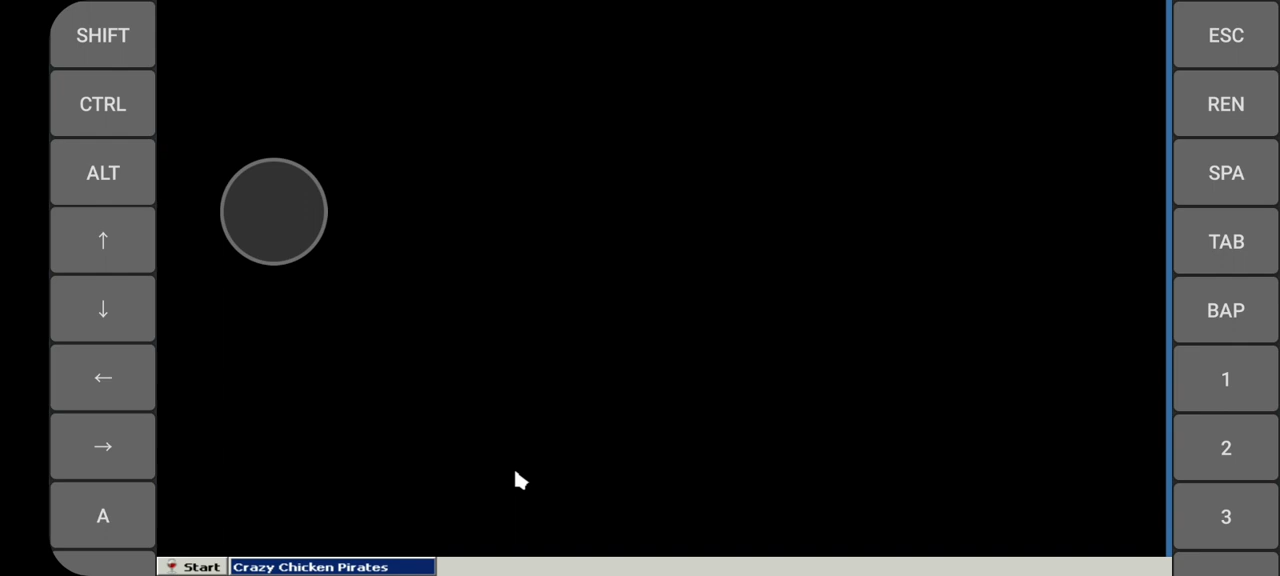 SHIFT
CTRL
ALT
↑
↓
←
→
A
ESC
REN
SPA
TAB
BAP
1
2
3
Start
Crazy Chicken Pirates